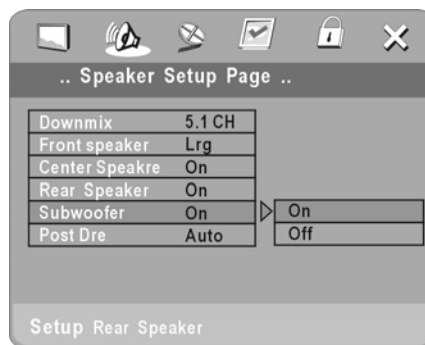 .. Speaker Setup Page ..
Downmix 5.1 CH
Front speaker Lrg
Center Speakre On
Rear Speaker On
Subwoofer On On
Post Dre Auto Off
Setup Rear Speaker